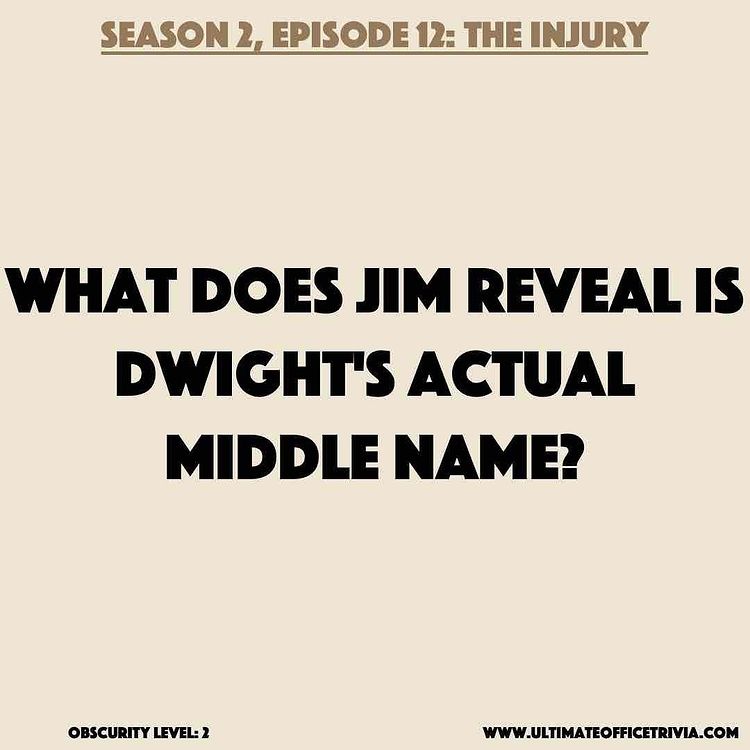 SEASON 2, EPISODE 12: THE INJURY
WHAT DOES JIM REVEAL IS
DWIGHT'S ACTUAL
MIDDLE NAME?
OBSCURITY LEVEL: 2
WWW.ULTIMATEOFFICETRIVIA.COM